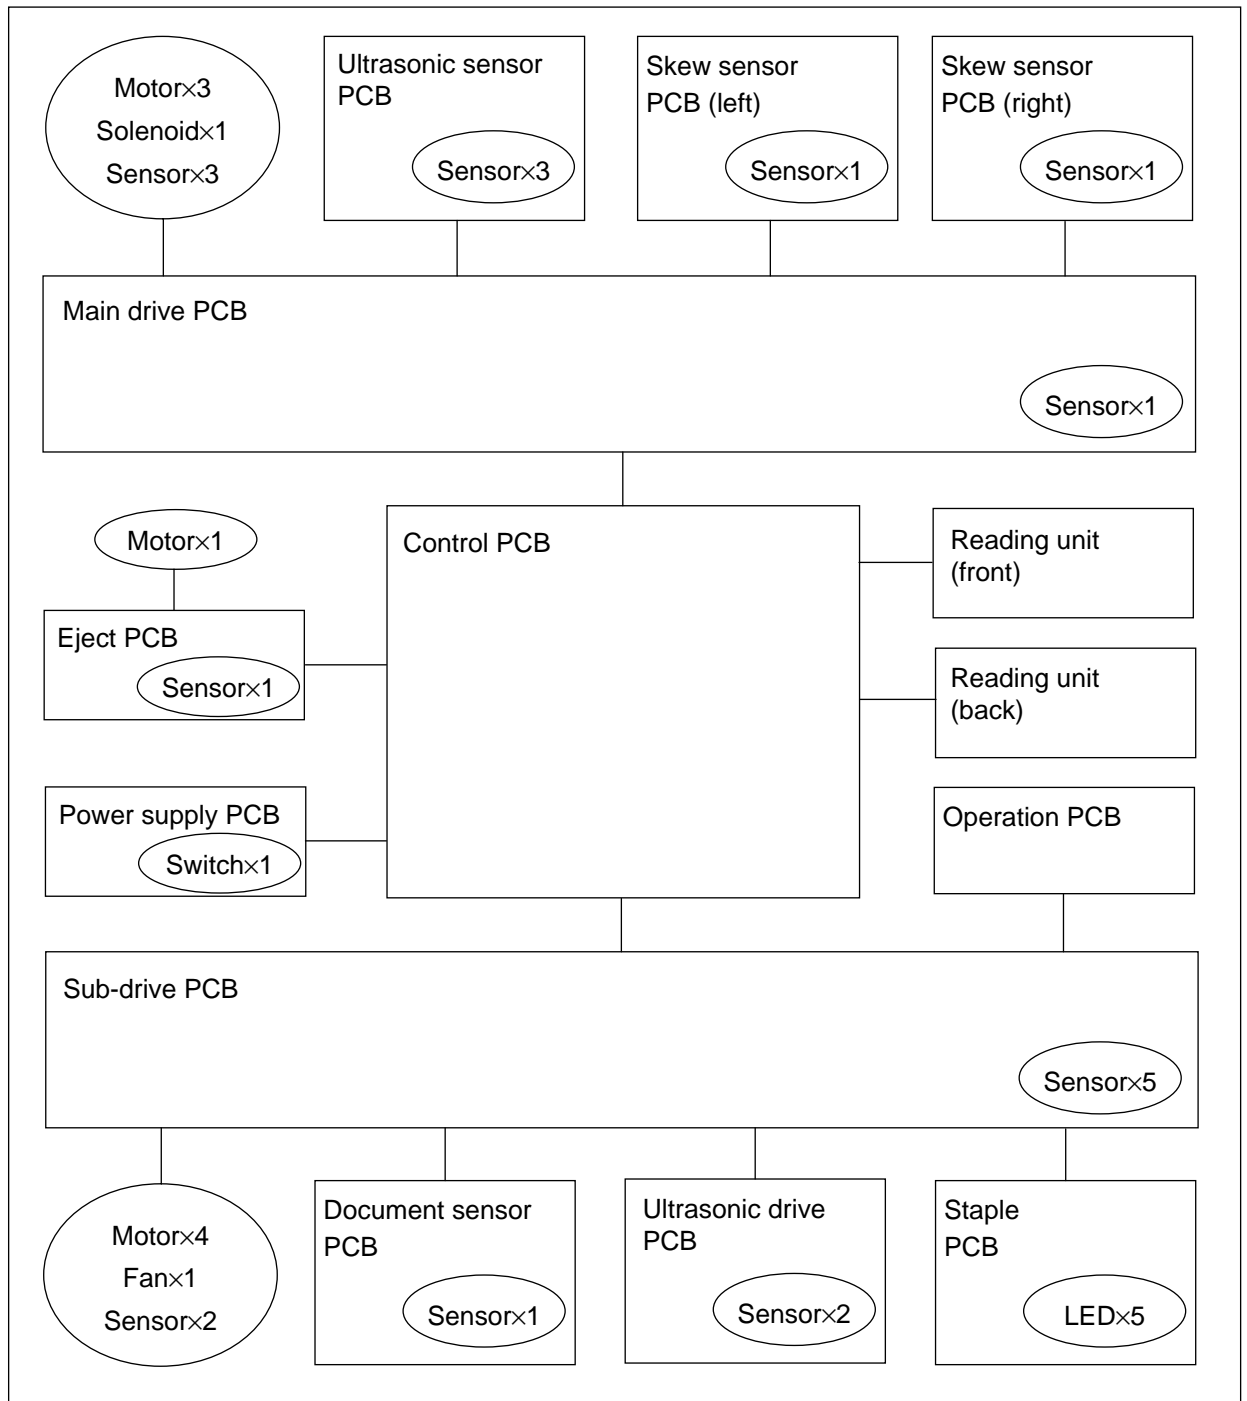 Motor×3
Solenoid×1
Sensor×3
Ultrasonic sensor
PCB
Sensor×3
Skew sensor
PCB (left)
Sensor×1
Skew sensor
PCB (right)
Sensor×1
Main drive PCB
Sensor×1
Motor×1
Eject PCB
Sensor×1
Control PCB
Reading unit
(front)
Reading unit
(back)
Power supply PCB
Switch×1
Operation PCB
Sub-drive PCB
Sensor×5
Motor×4
Fan×1
Sensor×2
Document sensor
PCB
Sensor×1
Ultrasonic drive
PCB
Sensor×2
Staple
PCB
LED×5